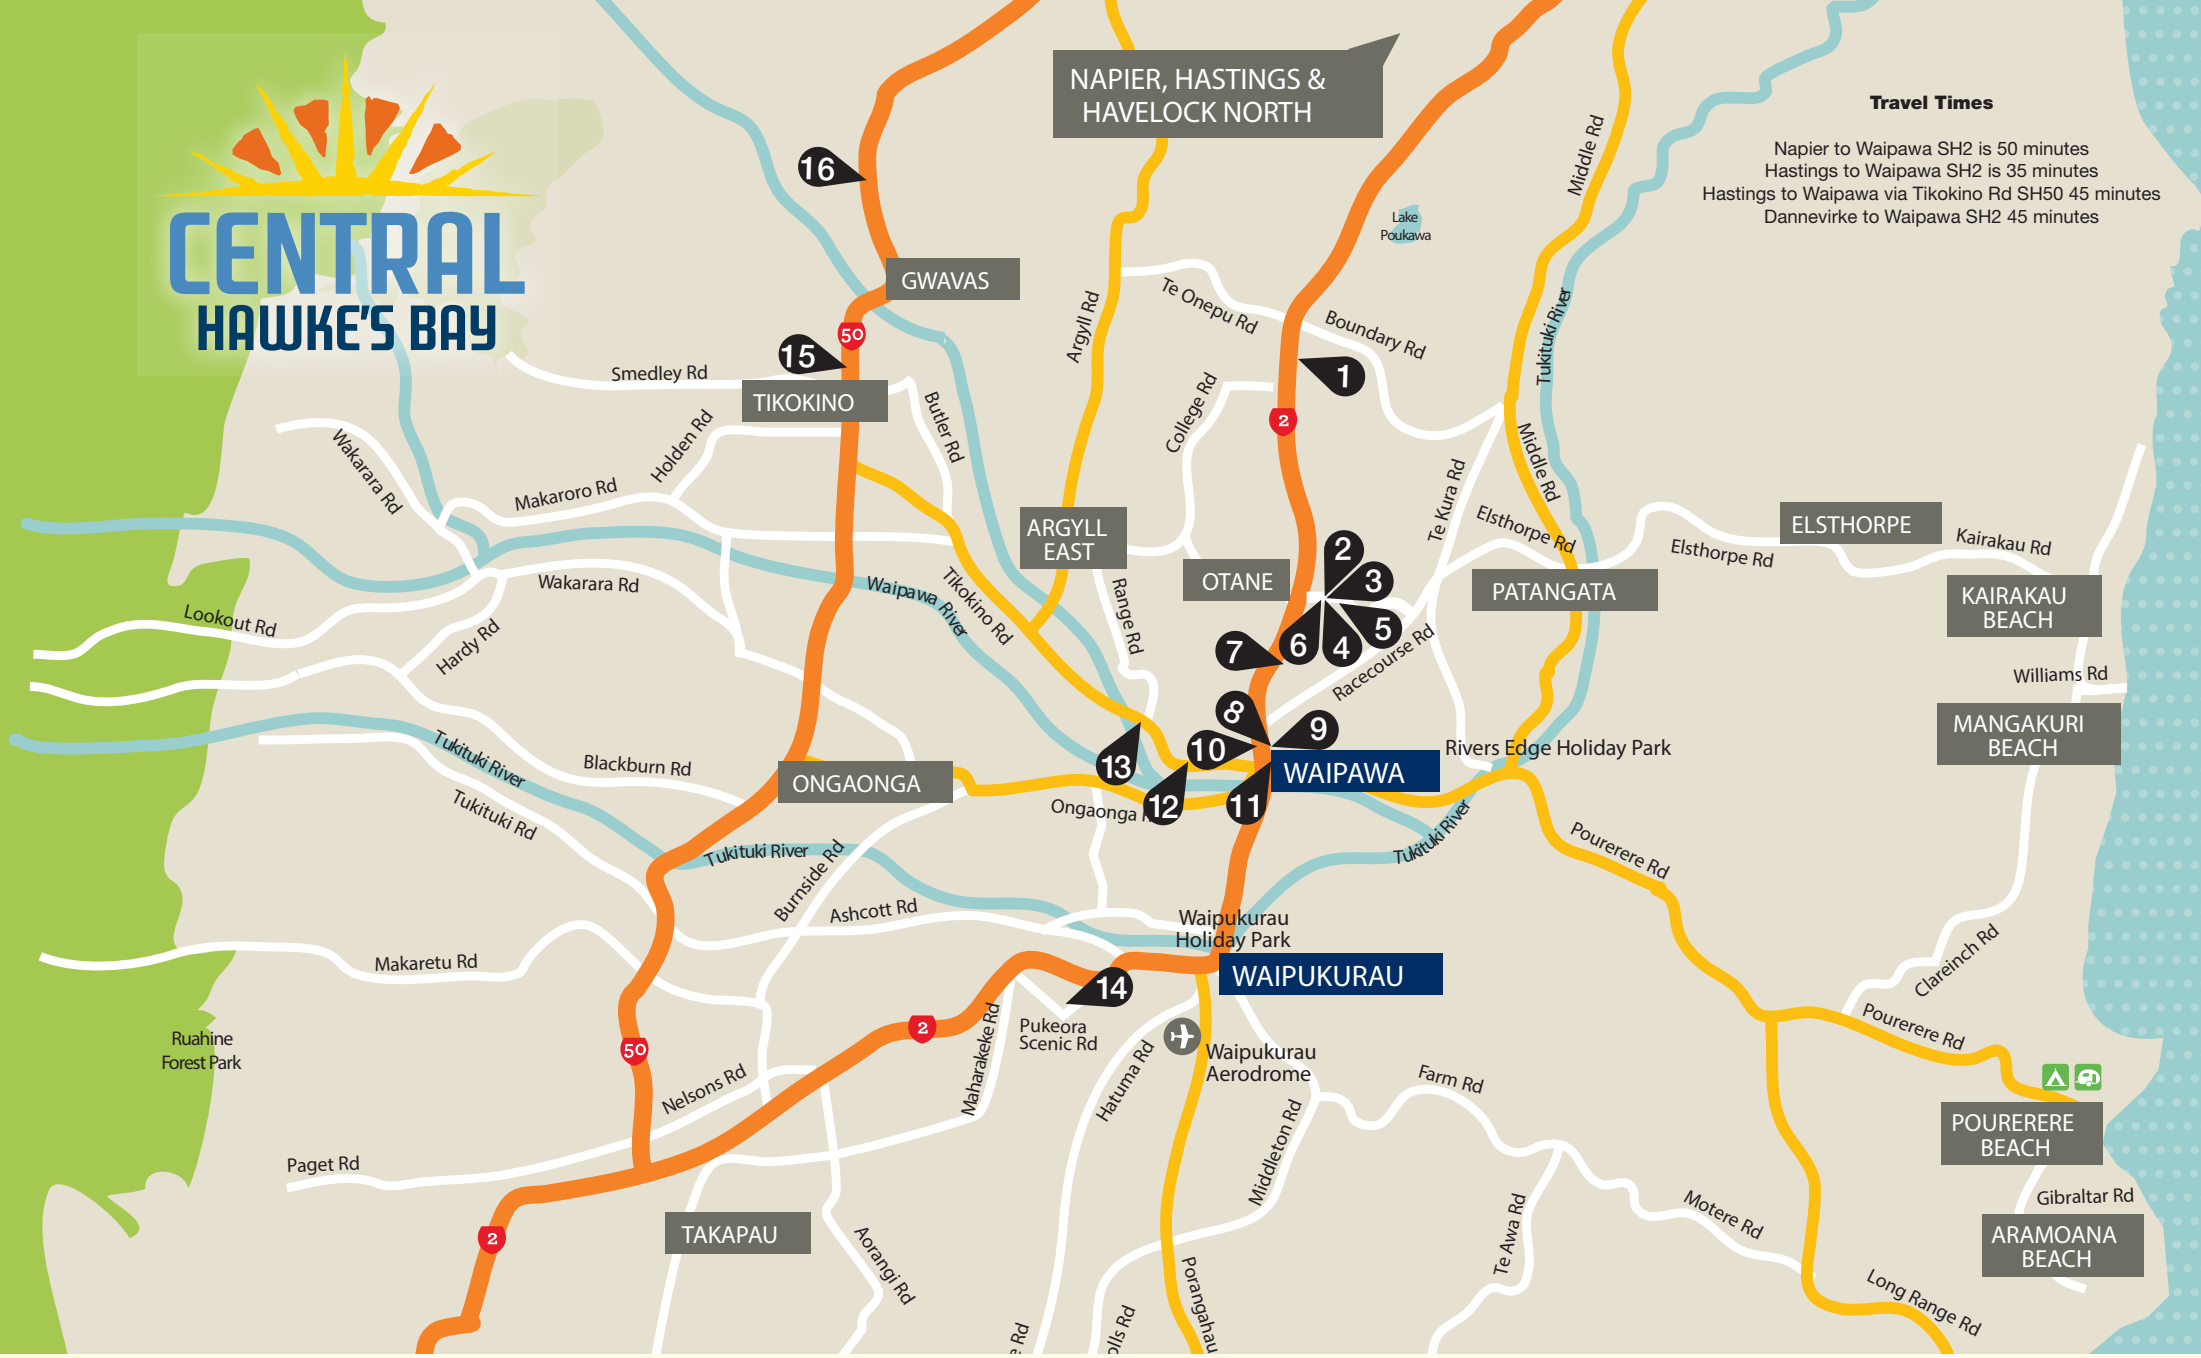 CENTRAL
HAWKE'S BAY
NAPIER, HASTINGS &
HAVELOCK NORTH
Travel Times
Napier to Waipawa SH2 is 50 minutes
Hastings to Waipawa SH2 is 35 minutes
Hastings to Waipawa via Tikokino Rd SH50 45 minutes
Dannevirke to Waipawa SH2 45 minutes
Middle Rd
16
Lake
Poukawa
GWAVAS
Te Onepu Rd
Boundary Rd
Argyll Rd
Tukituki River
50
15
1
Smedley Rd
TIKOKINO
College Rd
2
Butler Rd
Holden Rd
Wakarara Rd
Makaroro Rd
Middle Rd
Te Kura Rd
Elsthorpe Rd
ELSTHORPE
Kairakau Rd
Elsthorpe Rd
ARGYLL
EAST
OTANE
2
3
5
4
6
7
PATANGATA
KAIRAKAU
BEACH
Wakarara Rd
Waipawa River
Tikokino Rd
Range Rd
Lookout Rd
Hardy Rd
Racecourse Rd
Williams Rd
MANGAKURI
BEACH
8
9
10
Rivers Edge Holiday Park
WAIPAWA
13
12
11
Tukituki River
Blackburn Rd
ONGAONGA
Ongaonga
Tukituki Rd
Tukituki River
Tukituki River
Pourerere Rd
Burnside Rd
Ashcott Rd
Waipukurau
Holiday Park
WAIPUKURAU
Makaretu Rd
14
Clareinch Rd
Pourerere Rd
Ruahine
Forest Park
50
2
Maharakeke Rd
Pukeora
Scenic Rd
Hatuma Rd
Waipukurau
Aerodrome
Farm Rd
Nelsons Rd
POURERERE
BEACH
Middleton Rd
Paget Rd
Gibraltar Rd
ARAMOANA
BEACH
2
TAKAPAU
Aorangi Rd
Porangahau
Te Awa Rd
Motere Rd
Long Range Rd
e Rd
olls Rd